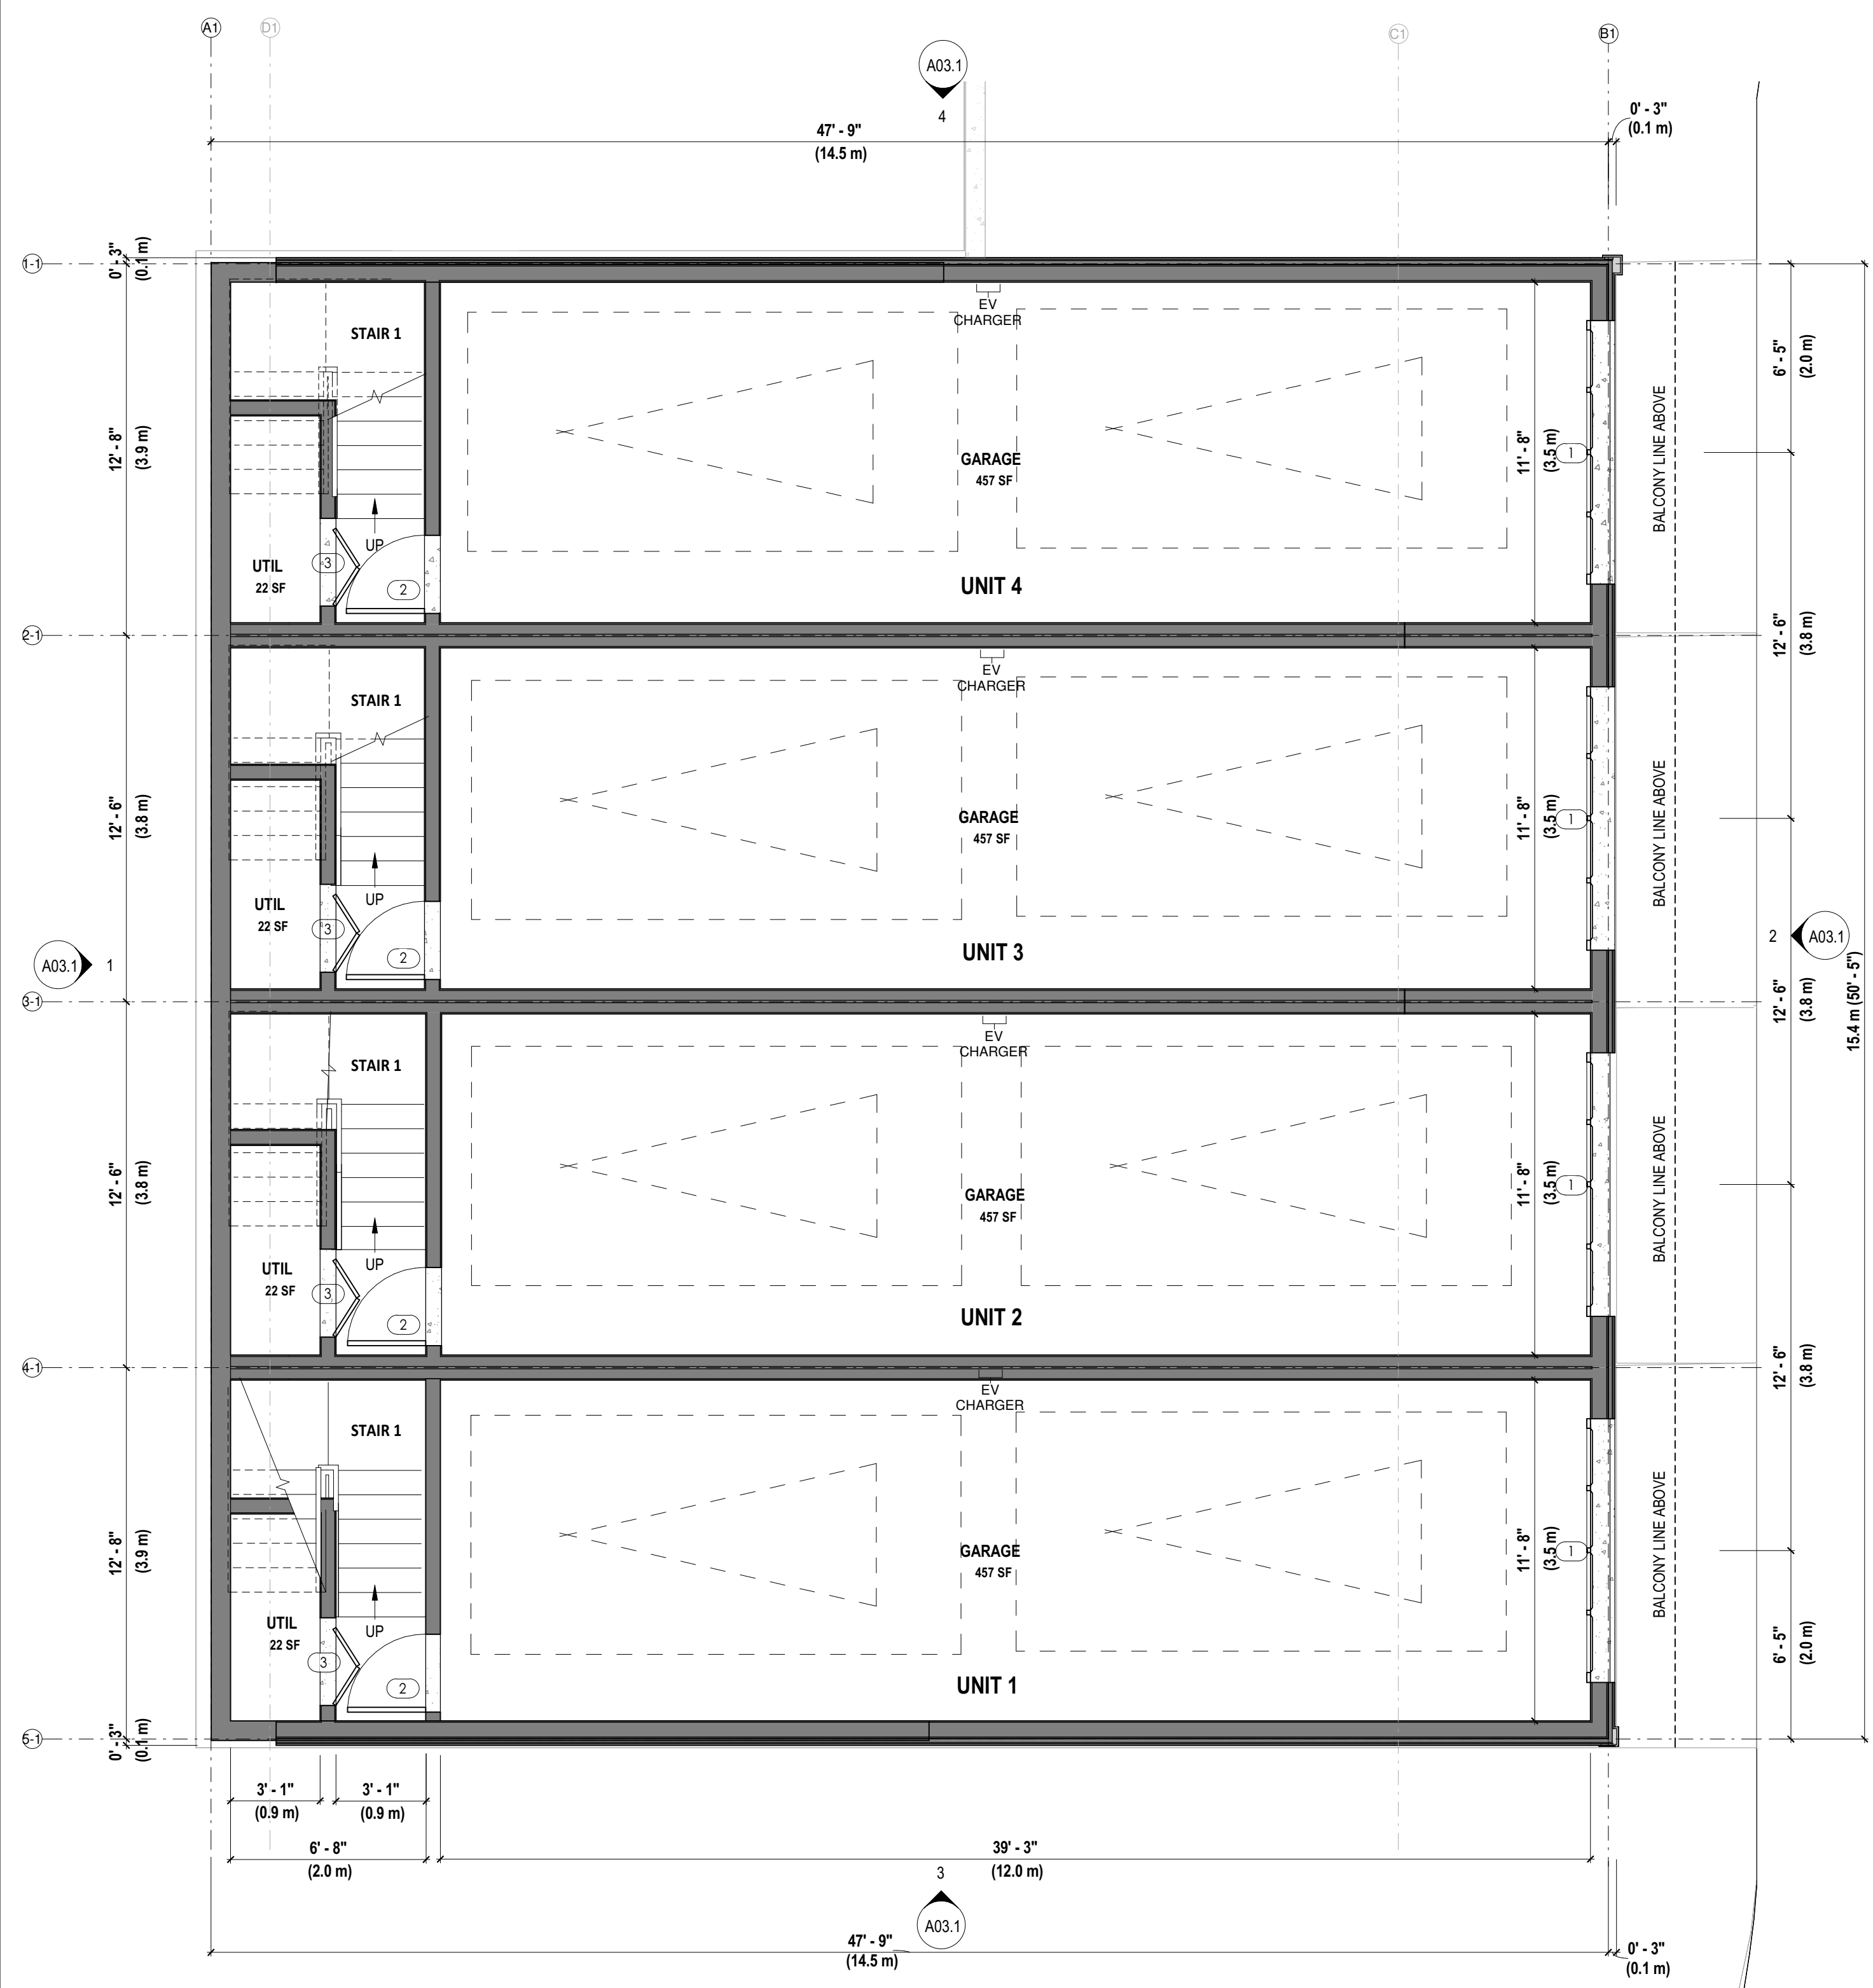 A1
D1
C1
B1
A03.1
4
47' - 9"
(14.5 m)
0' - 3"
(0.1 m)
1-1
0' - 3"
(0.1 m)
12' - 8"
(3.9 m)
STAIR 1
UP
UTIL
22 SF
3
2
EV
CHARGER
GARAGE
457 SF
UNIT 4
11' - 8"
(3.5 m)
1
BALCONY LINE ABOVE
6' - 5"
(2.0 m)
12' - 6"
(3.8 m)
2-1
12' - 6"
(3.8 m)
STAIR 1
UP
UTIL
22 SF
3
2
EV
CHARGER
GARAGE
457 SF
UNIT 3
11' - 8"
(3.5 m)
1
BALCONY LINE ABOVE
A03.1
1
2
A03.1
12' - 6"
(3.8 m)
15.4 m (50' - 5")
3-1
12' - 6"
(3.8 m)
STAIR 1
UP
UTIL
22 SF
3
2
EV
CHARGER
GARAGE
457 SF
UNIT 2
11' - 8"
(3.5 m)
1
BALCONY LINE ABOVE
12' - 6"
(3.8 m)
4-1
12' - 8"
(3.9 m)
STAIR 1
UP
UTIL
22 SF
3
2
EV
CHARGER
GARAGE
457 SF
UNIT 1
11' - 8"
(3.5 m)
1
BALCONY LINE ABOVE
6' - 5"
(2.0 m)
5-1
0' - 3"
(0.1 m)
3' - 1"
(0.9 m)
3' - 1"
(0.9 m)
6' - 8"
(2.0 m)
39' - 3"
(12.0 m)
3
A03.1
47' - 9"
(14.5 m)
0' - 3"
(0.1 m)